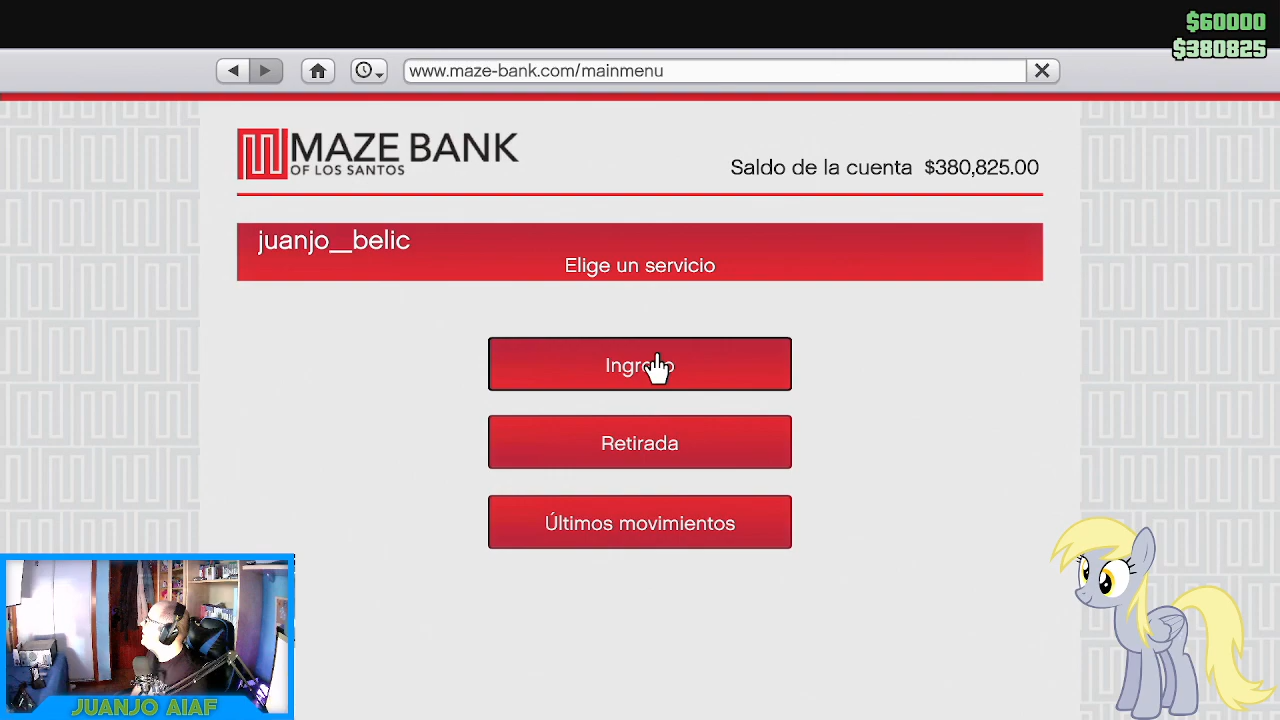 $60000
$380825
www.maze-bank.com/mainmenu
MAZE BANK
OF LOS SANTOS
Saldo de la cuenta $380,825.00
juanjo__belic
Elige un servicio
Retirada
Últimos movimientos
JUANJO AIAF